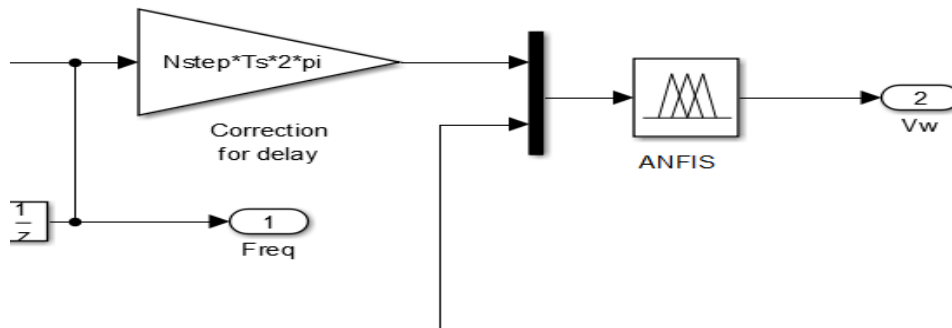 Nstep*Ts*2*pi
Correction
for delay
ANFIS
2
Vw
1
z
1
Freq